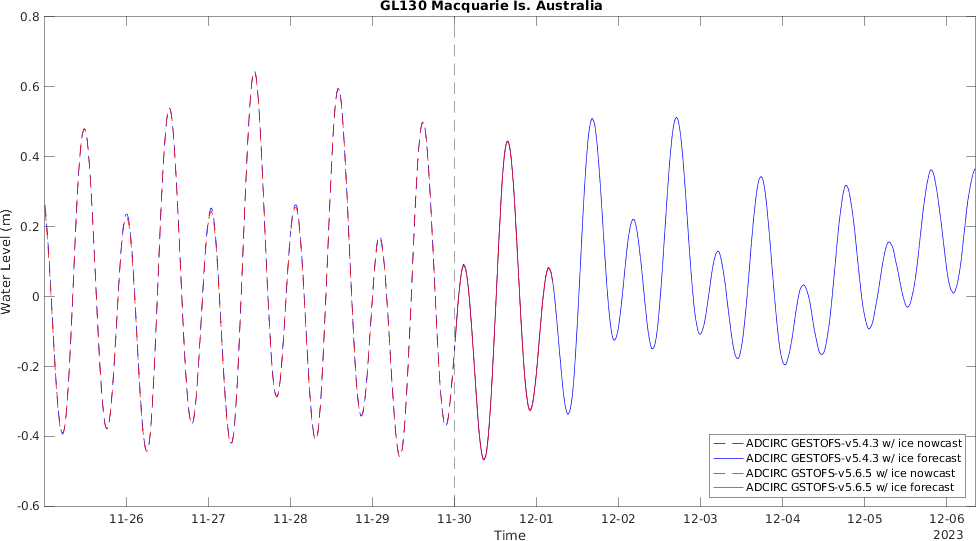 GL130 Macquarie Is. Australia
Water Level (m)
0.8
0.6
0.4
0.2
0
-0.2
-0.4
-0.6
ADCIRC GESTOFS-v5.4.3 w/ ice nowcast
ADCIRC GESTOFS-v5.4.3 w/ ice forecast
ADCIRC GSTOFS-v5.6.5 w/ ice nowcast
ADCIRC GSTOFS-v5.6.5 w/ ice forecast
11-26 11-27 11-28 11-29 11-30 12-01 12-02 12-03 12-04 12-05 12-06
Time 2023